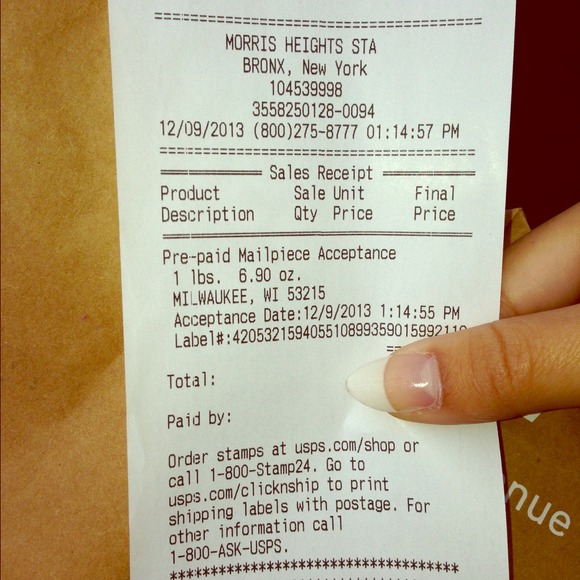 ================================
MORRIS HEIGHTS STA
BRONX, New York
104539998
3558250128-0094
12/09/2013 (800)275-8777 01:14:57 PM
================================
Sales Receipt
Product Sale Unit Final
Description Qty Price Price
Pre-paid Mailpiece Acceptance
1 lbs. 6.90 oz.
MILWAUKEE, WI 53215
Acceptance Date:12/9/2013 1:14:55 PM
Label#:
Total:
Paid by:
Order stamps at usps.com/shop or
call 1-800-Stamp24. Go to
usps.com/clicknship to print
shipping labels with postage. For
other information call
1-800-ASK-USPS.
***********************************
nue